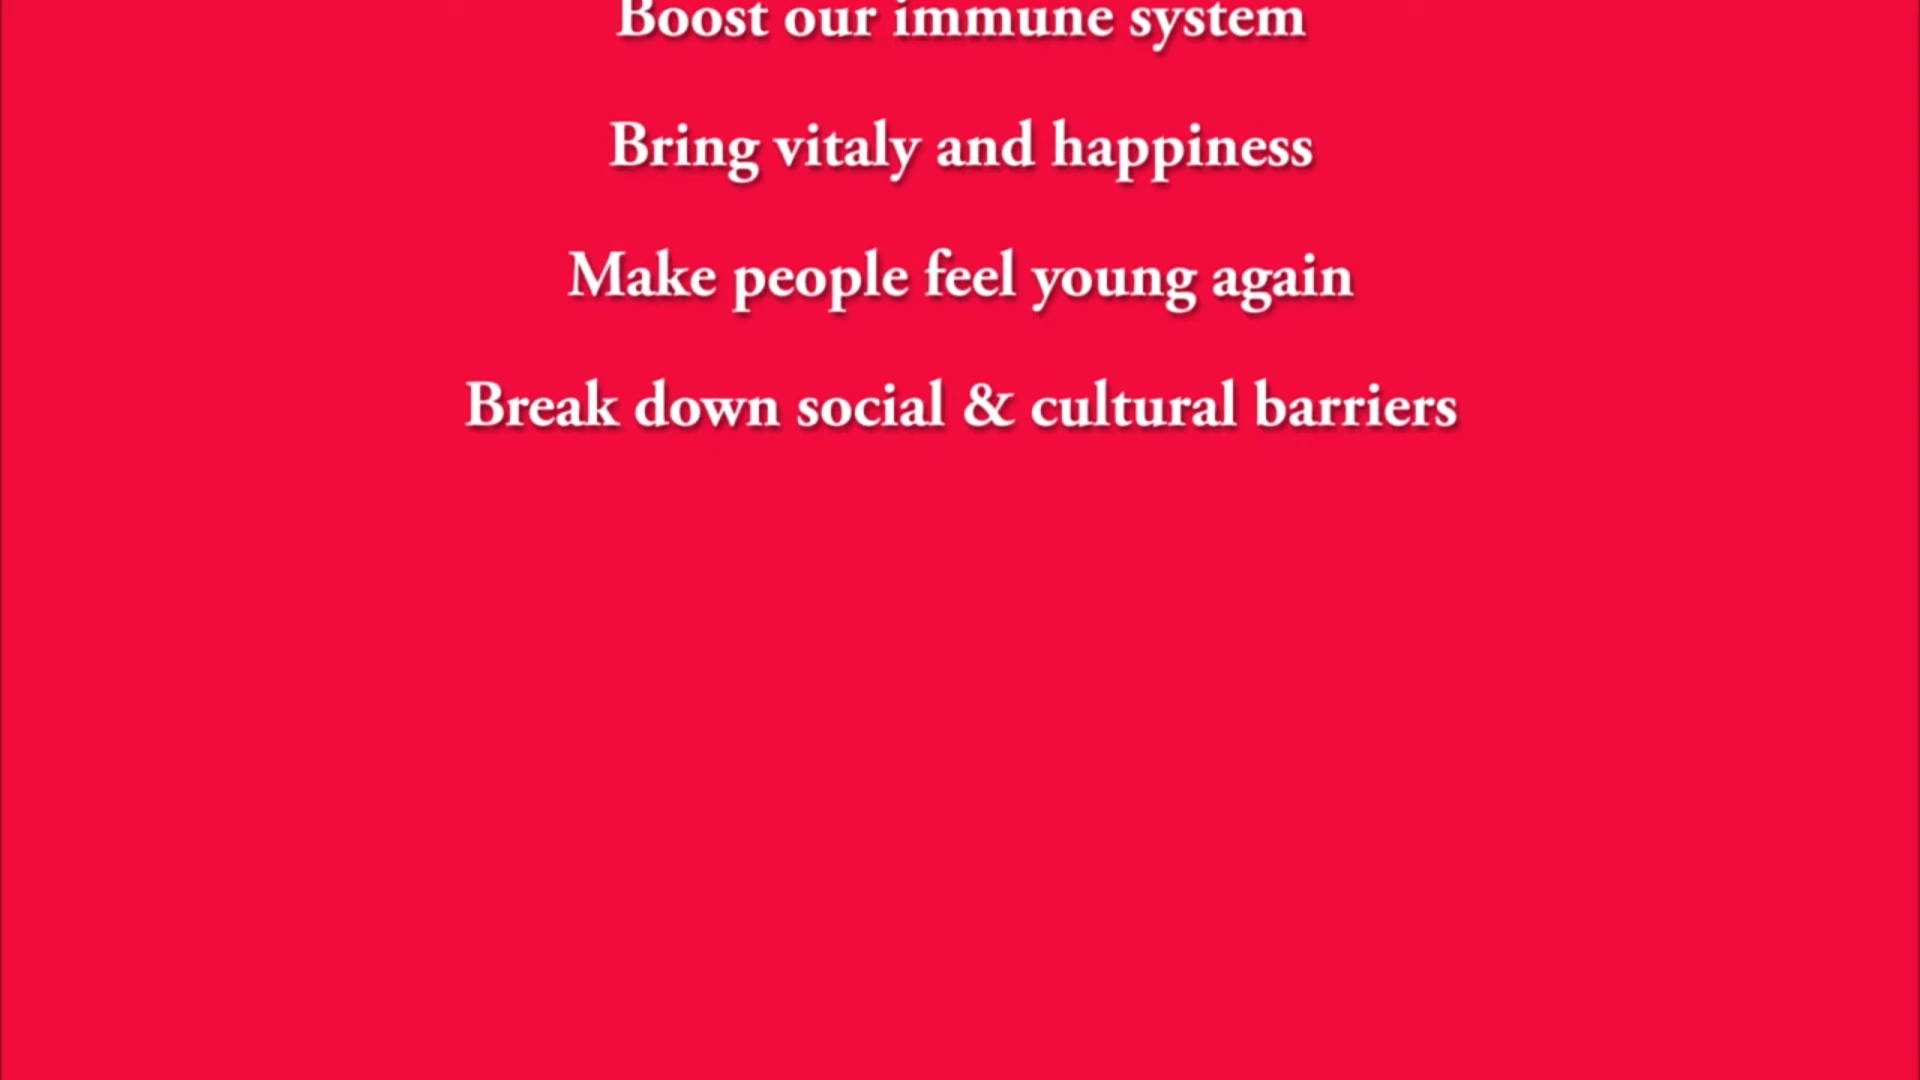 Boost our immune system
Bring vitaly and happiness
Make people feel young again
Break down social & cultural barriers